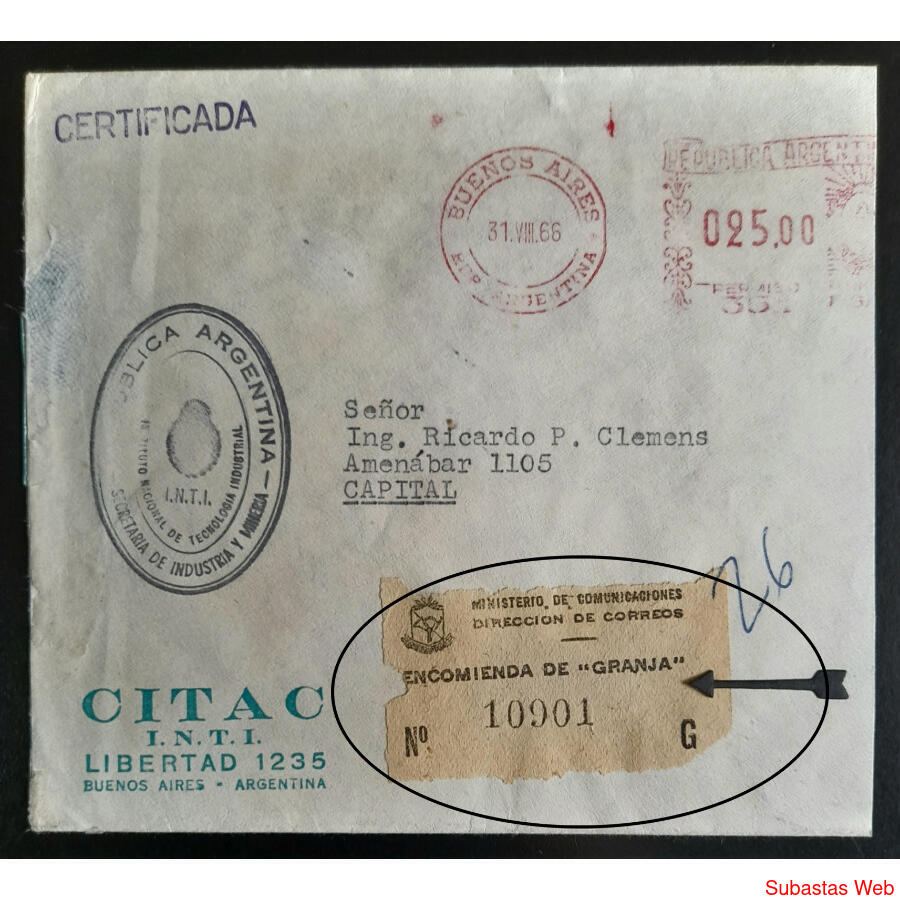 CERTIFICADA
BUENOS AIRES
31.VIII.66
REP. ARGENTINA
REPUBLICA ARGENTI
025,00
PERMISO
BLICA ARGENTINA
INSTITUTO NACIONAL DE TECNOLOGIA INDUSTRIAL
I.N.T.I.
SECRETARIA DE INDUSTRIA Y MINERIA
Señor
Ing. Ricardo P. Clemens
Amenábar 1105
CAPITAL
26
MINISTERIO DE COMUNICACIONES
DIRECCION DE CORREOS
ENCOMIENDA DE "GRANJA"
Nº 10901 G
CITAC
I.N.T.I.
LIBERTAD 1235
BUENOS AIRES - ARGENTINA
Subastas Web